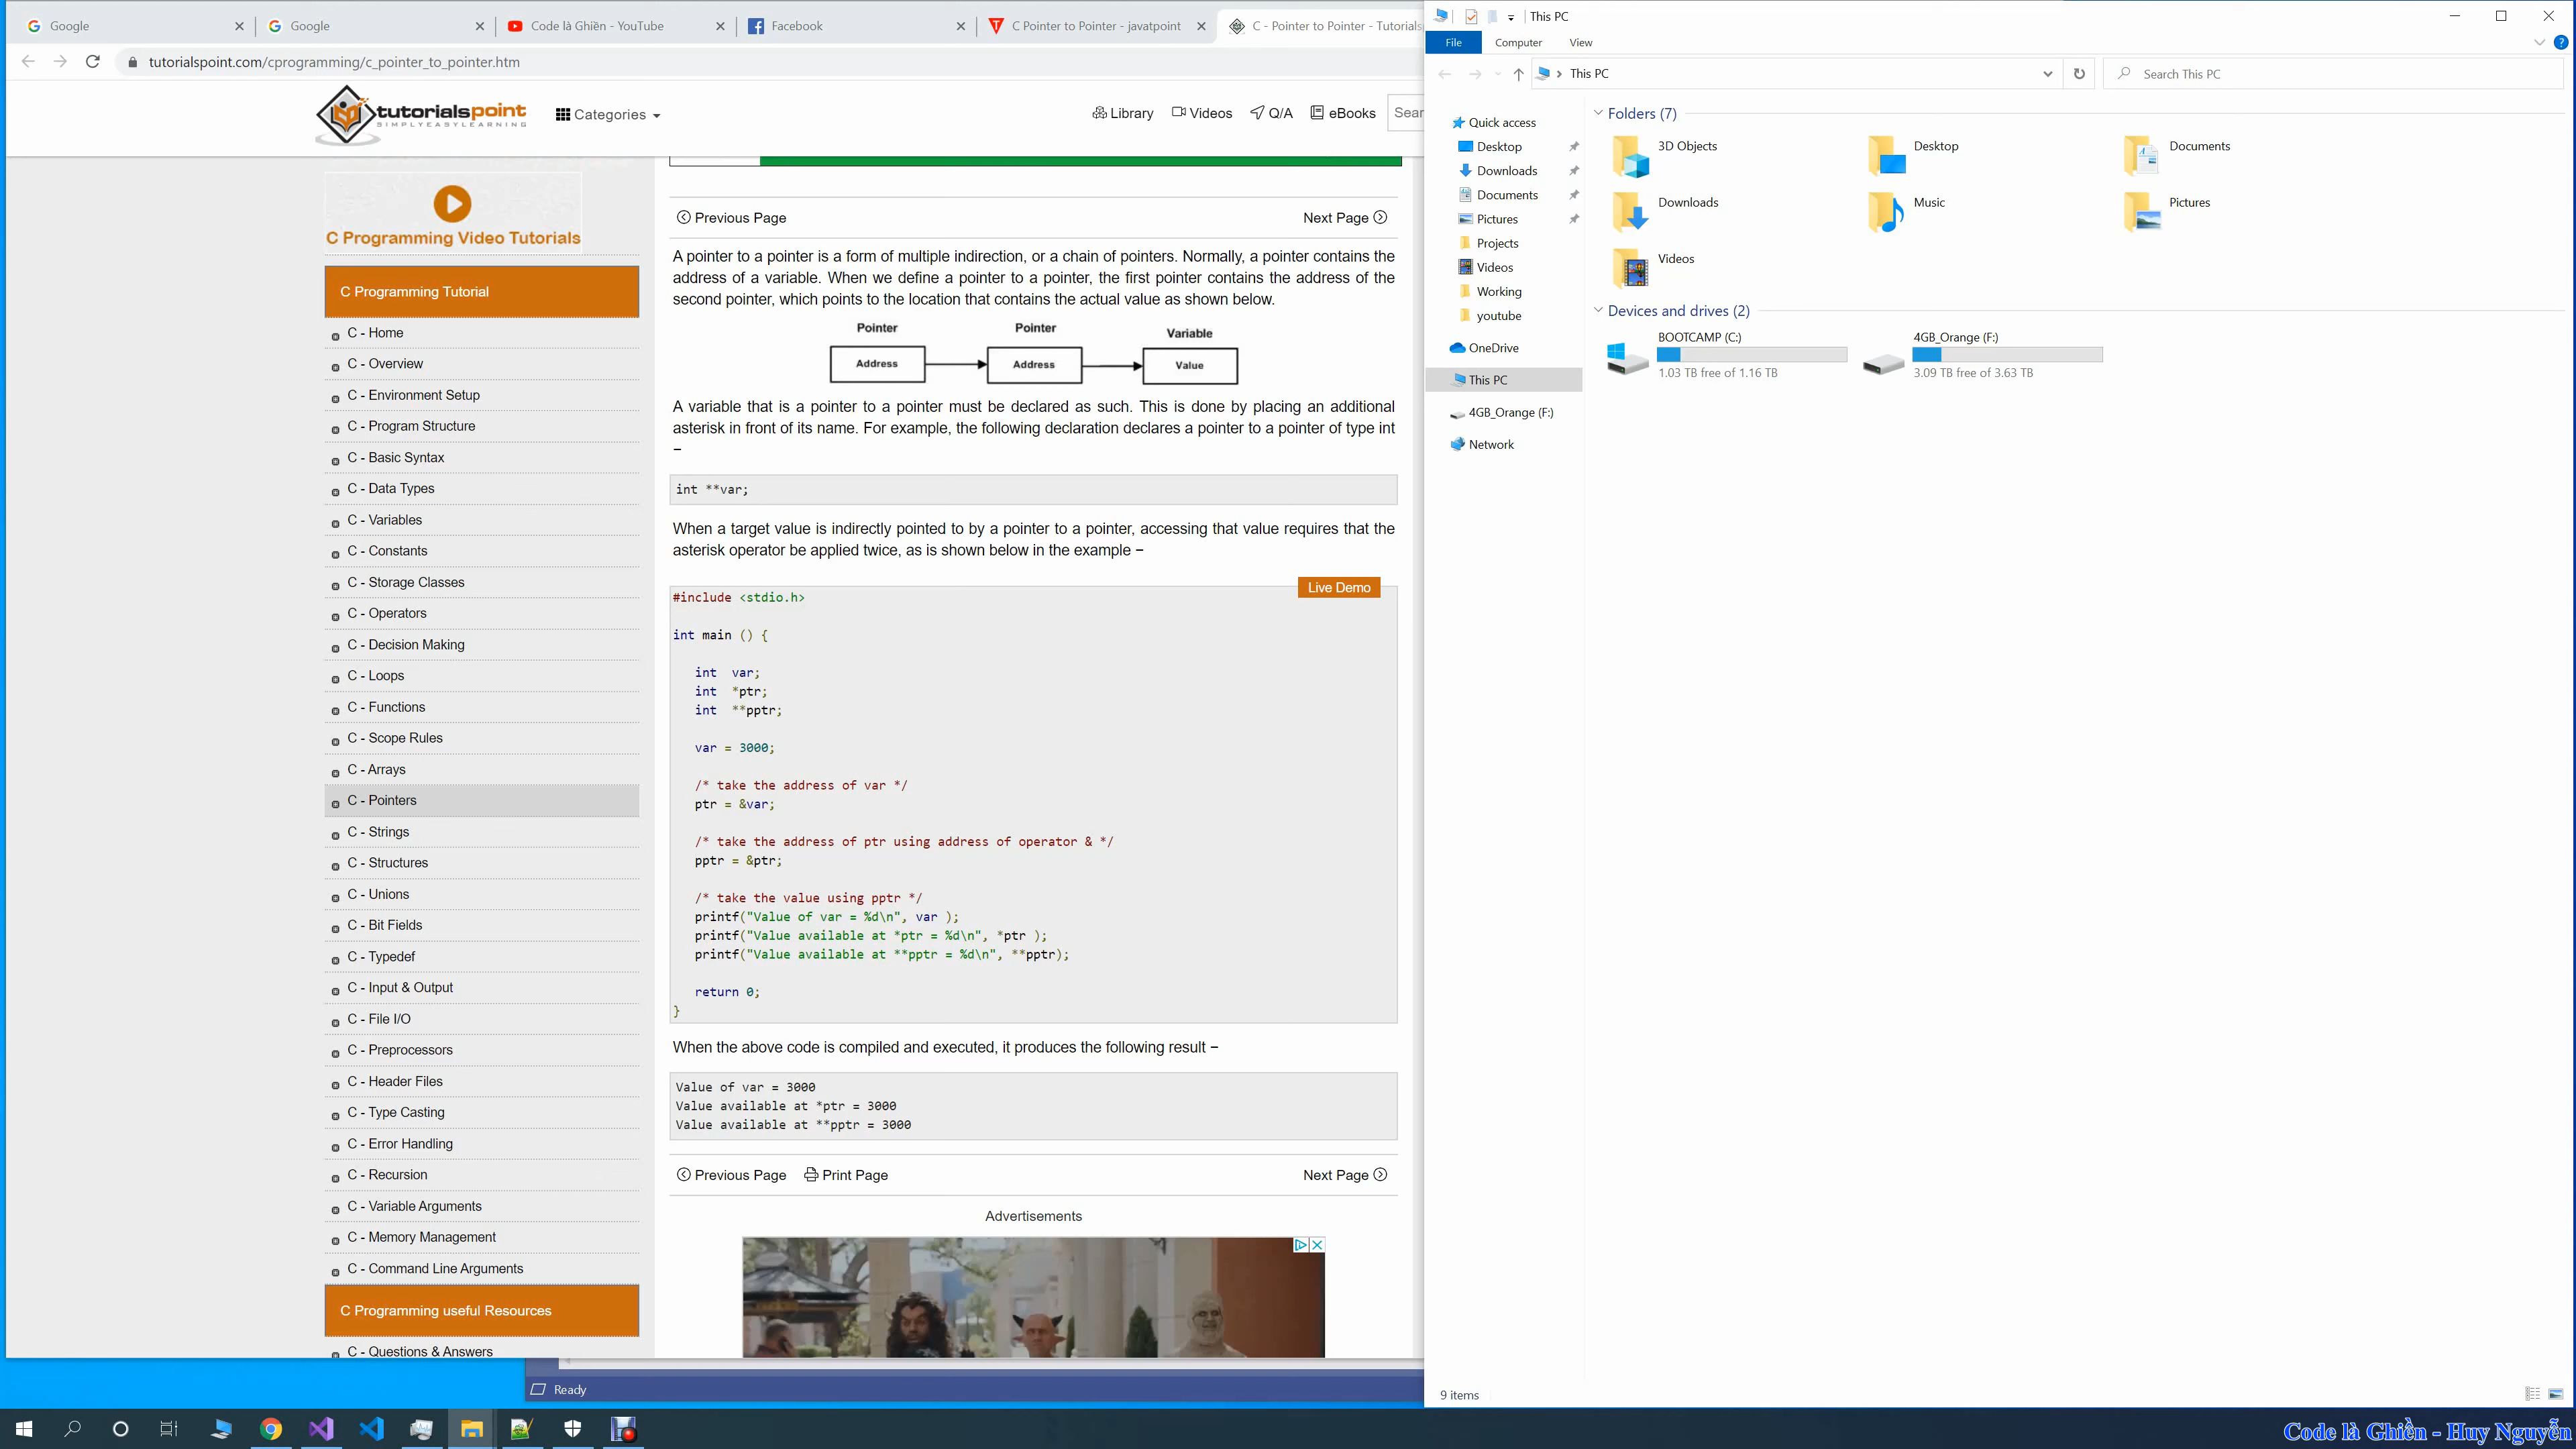 Google
Google
Code là Ghiền - YouTube
Facebook
C Pointer to Pointer - javatpoint
C - Pointer to Pointer - Tutorials
tutorialspoint.com/cprogramming/c_pointer_to_pointer.htm
tutorialspoint
SIMPLYEASYLEARNING
Categories
Library
Videos
Q/A
eBooks
Sear
C Programming Video Tutorials
C Programming Tutorial
C - Home
C - Overview
C - Environment Setup
C - Program Structure
C - Basic Syntax
C - Data Types
C - Variables
C - Constants
C - Storage Classes
C - Operators
C - Decision Making
C - Loops
C - Functions
C - Scope Rules
C - Arrays
C - Pointers
C - Strings
C - Structures
C - Unions
C - Bit Fields
C - Typedef
C - Input & Output
C - File I/O
C - Preprocessors
C - Header Files
C - Type Casting
C - Error Handling
C - Recursion
C - Variable Arguments
C - Memory Management
C - Command Line Arguments
C Programming useful Resources
C - Questions & Answers
Previous Page
Next Page
A pointer to a pointer is a form of multiple indirection, or a chain of pointers. Normally, a pointer contains the
address of a variable. When we define a pointer to a pointer, the first pointer contains the address of the
second pointer, which points to the location that contains the actual value as shown below.
Pointer Pointer Variable
Address Address Value
A variable that is a pointer to a pointer must be declared as such. This is done by placing an additional
asterisk in front of its name. For example, the following declaration declares a pointer to a pointer of type int
−
int **var;
When a target value is indirectly pointed to by a pointer to a pointer, accessing that value requires that the
asterisk operator be applied twice, as is shown below in the example −
Live Demo
#include <stdio.h>
int main () {
int var;
int *ptr;
int **pptr;
var = 3000;
/* take the address of var */
ptr = &var;
/* take the address of ptr using address of operator & */
pptr = &ptr;
/* take the value using pptr */
printf("Value of var = %d\n", var );
printf("Value available at *ptr = %d\n", *ptr );
printf("Value available at **pptr = %d\n", **pptr);
return 0;
}
When the above code is compiled and executed, it produces the following result −
Value of var = 3000
Value available at *ptr = 3000
Value available at **pptr = 3000
Previous Page
Print Page
Next Page
Advertisements
Ready
This PC
File
Computer
View
This PC
Search This PC
Quick access
Desktop
Downloads
Documents
Pictures
Projects
Videos
Working
youtube
OneDrive
This PC
4GB_Orange (F:)
Network
Folders (7)
3D Objects
Desktop
Documents
Downloads
Music
Pictures
Videos
Devices and drives (2)
BOOTCAMP (C:)
1.03 TB free of 1.16 TB
4GB_Orange (F:)
3.09 TB free of 3.63 TB
9 items
Code là Ghiền - Huy Nguyễn